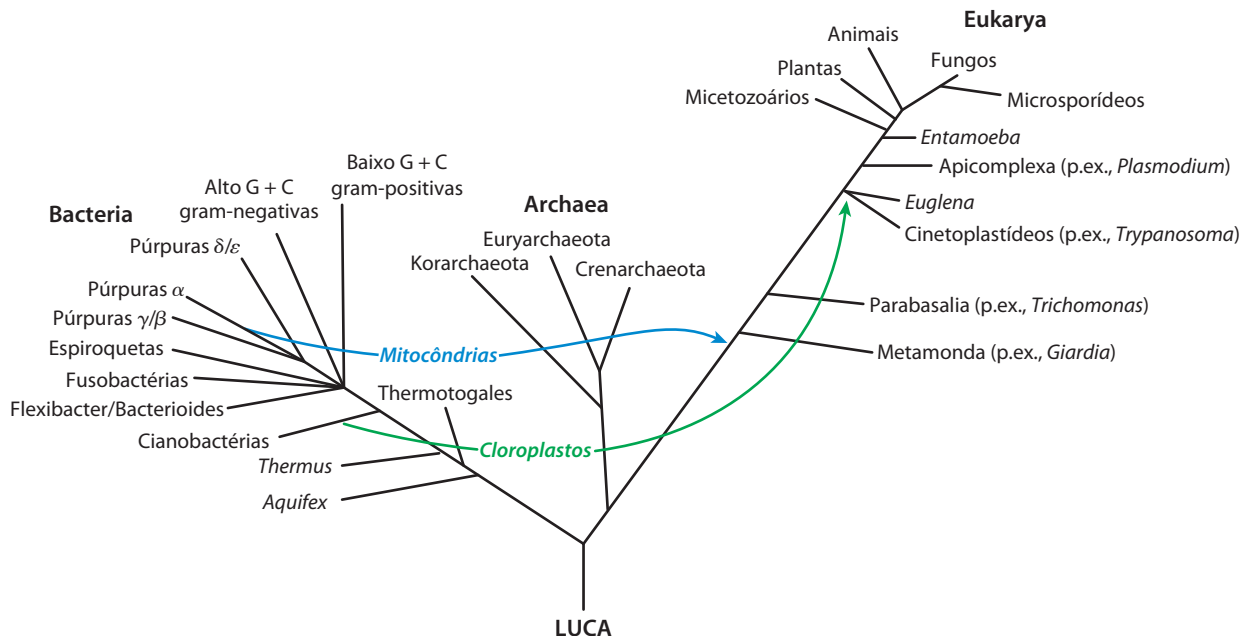 Eukarya
Animais
Fungos
Plantas
Micetozoários
Microsporídeos
Entamoeba
Apicomplexa (p.ex., Plasmodium)
Euglena
Cinetoplastídeos (p.ex., Trypanosoma)
Parabasalia (p.ex., Trichomonas)
Metamonda (p.ex., Giardia)
Baixo G + C
gram-positivas
Alto G + C
gram-negativas
Bacteria
Púrpuras δ/ε
Púrpuras α
Púrpuras γ/β
Espiroquetas
Fusobactérias
Flexibacter/Bacterioides
Cianobactérias
Thermus
Aquifex
Thermotogales
Mitocôndrias
Cloroplastos
Archaea
Euryarchaeota
Korarchaeota
Crenarchaeota
LUCA